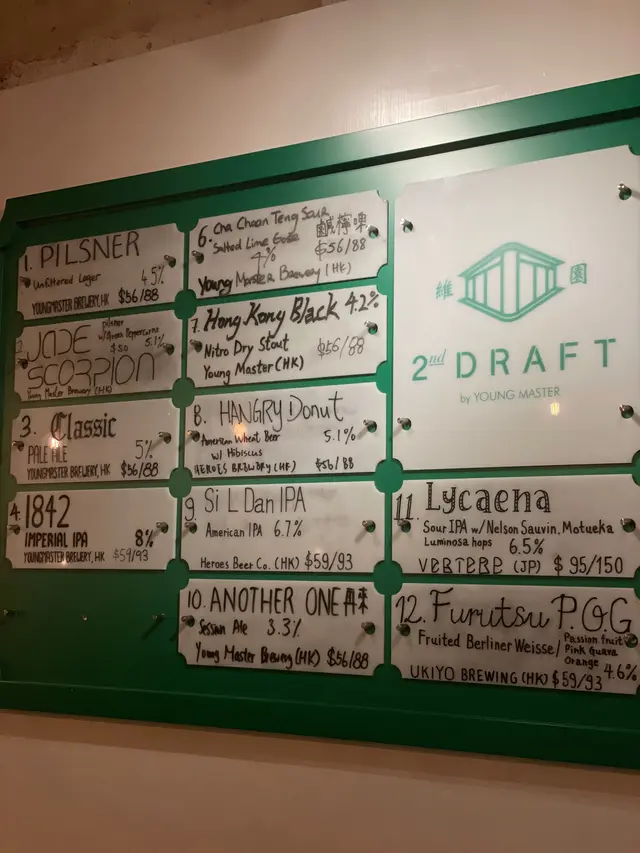 1. PILSNER
Unfiltered Lager 4.5%
YOUNGMASTER BREWERY, HK $56/88
2. JADE SCORPION
Pilsner
w/ Green Peppercorns
5.1%
Young Master Brewery (HK)
3. Classic
PALE ALE 5%
YOUNGMASTER BREWERY, HK $56/88
4. 1842
IMPERIAL IPA 8%
YOUNGMASTER BREWERY, HK $59/93
6. Cha Chaan Teng Sour
Salted Lime Gose 鹹檸啤
4% $56/88
Young Master Brewery (HK)
7. Hong Kong Black 4.2%
Nitro Dry Stout $56/88
Young Master (HK)
8. HANGRY Donut
American Wheat Beer 5.1%
w/ Hibiscus
HEROES BREWERY (HK) $56/88
9 Si L Dan IPA
American IPA 6.7%
Heroes Beer Co. (HK) $59/93
10. ANOTHER ONE 再來
Session Ale 3.3%
Young Master Brewing (HK) $56/88
維園
2nd DRAFT
by YOUNG MASTER
11. Lycaena
Sour IPA w/ Nelson Sauvin, Motueka
Luminosa hops 6.5%
VERTERE (JP) $95/150
12. Furutsu P.O.G
Fruited Berliner Weisse/ Passion fruit
Pink Guava
Orange 4.6%
UKIYO BREWING (HK) $59/93